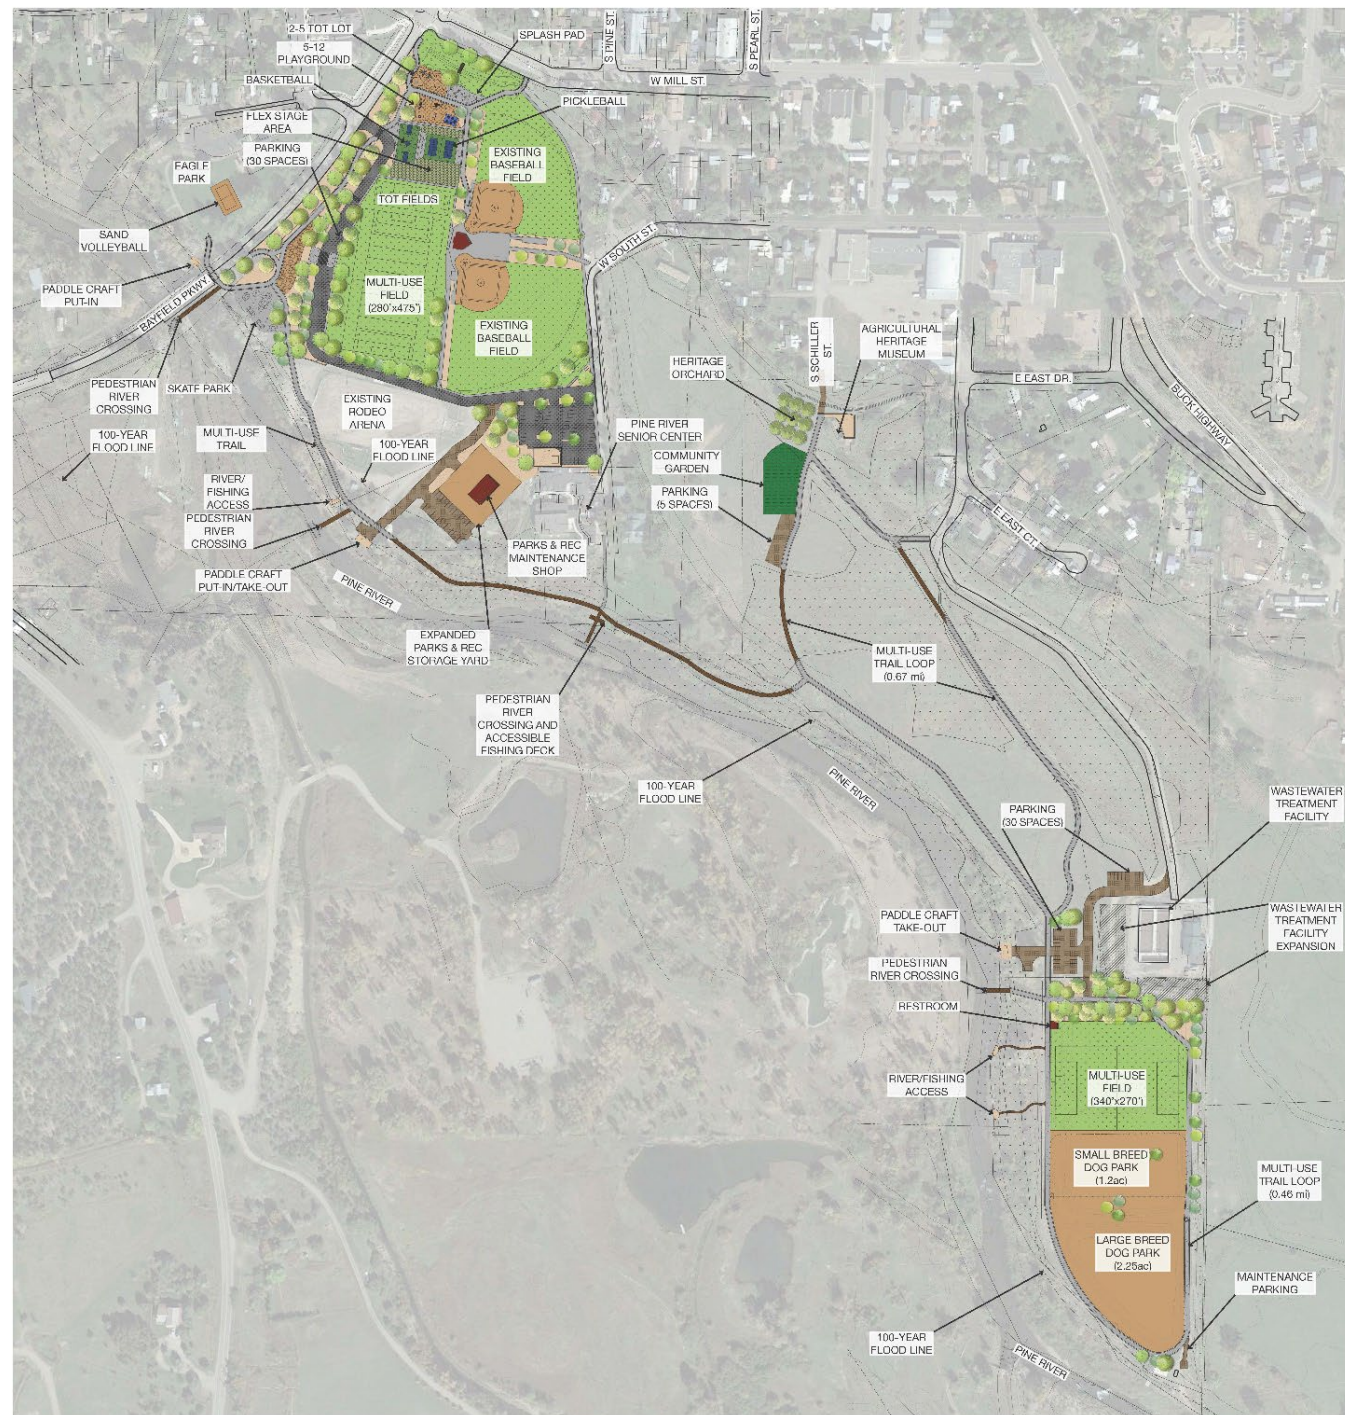 2-5 TOT LOT
SPLASH PAD
S PINE ST.
S PEARL ST.
5-12
PLAYGROUND
BASKETBALL
W MILL ST.
PICKLEBALL
FLEX STAGE
AREA
PARKING
(30 SPACES)
EXISTING
BASEBALL
FIELD
EAGLE
PARK
TOT FIELDS
SAND
VOLLEYBALL
W SOUTH ST.
PADDLE CRAFT
PUT-IN
BAYFIELD PKWY
MULTI-USE
FIELD
(280'x475')
EXISTING
BASEBALL
FIELD
PEDESTRIAN
RIVER
CROSSING
SKATE PARK
S SCHILLER
ST.
AGRICULTURAL
HERITAGE
MUSEUM
HERITAGE
ORCHARD
E EAST DR.
BUCK HIGHWAY
EXISTING
RODEO
ARENA
100-YEAR
FLOOD LINE
MULTI-USE
TRAIL
100-YEAR
FLOOD LINE
PINE RIVER
SENIOR CENTER
COMMUNITY
GARDEN
RIVER/
FISHING
ACCESS
PARKING
(5 SPACES)
PEDESTRIAN
RIVER
CROSSING
E EAST CT.
PARKS & REC
MAINTENANCE
SHOP
PADDLE CRAFT
PUT-IN/TAKE-OUT
PINE RIVER
EXPANDED
PARKS & REC
STORAGE YARD
MULTI-USE
TRAIL LOOP
(0.67 mi)
PEDESTRIAN
RIVER
CROSSING AND
ACCESSIBLE
FISHING DECK
100-YEAR
FLOOD LINE
PINE RIVER
PARKING
(30 SPACES)
WASTEWATER
TREATMENT
FACILITY
PADDLE CRAFT
TAKE-OUT
WASTEWATER
TREATMENT
FACILITY
EXPANSION
PEDESTRIAN
RIVER CROSSING
RESTROOM
RIVER/FISHING
ACCESS
MULTI-USE
FIELD
(340'x270')
SMALL BREED
DOG PARK
(1.2ac)
MULTI-USE
TRAIL LOOP
(0.46 mi)
LARGE BREED
DOG PARK
(2.25ac)
MAINTENANCE
PARKING
100-YEAR
FLOOD LINE
PINE RIVER